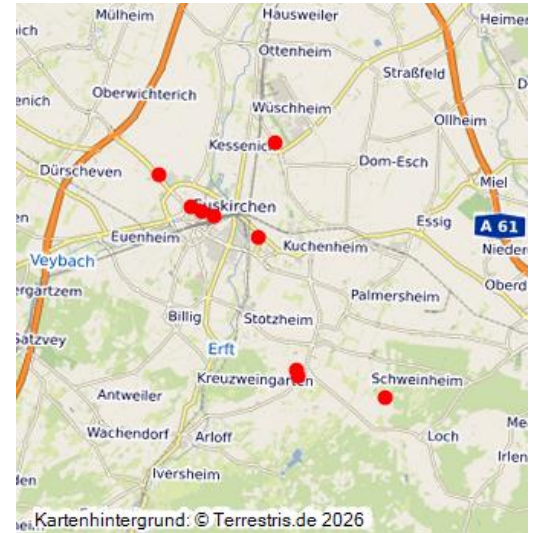 Mülheim
Hausweiler
Heimer
ich
Ottenheim
Straßfeld
enich
Oberwichterich
Wüschheim
Ollheim
Kessenich
Dürscheven
Dom-Esch
Miel
Euskirchen
Essig
A 61
en
Euenheim
Kuchenheim
Nieder
Veybach
ergartzem
Palmersheim
Oberd
Billig
Stotzheim
Satzvey
Erft
Kreuzweingarten
Schweinheim
Antweiler
Wachendorf
Arloff
Loch
Me
Irlen
Iversheim
den
heim
Kartenhintergrund: © Terrestris.de 2026